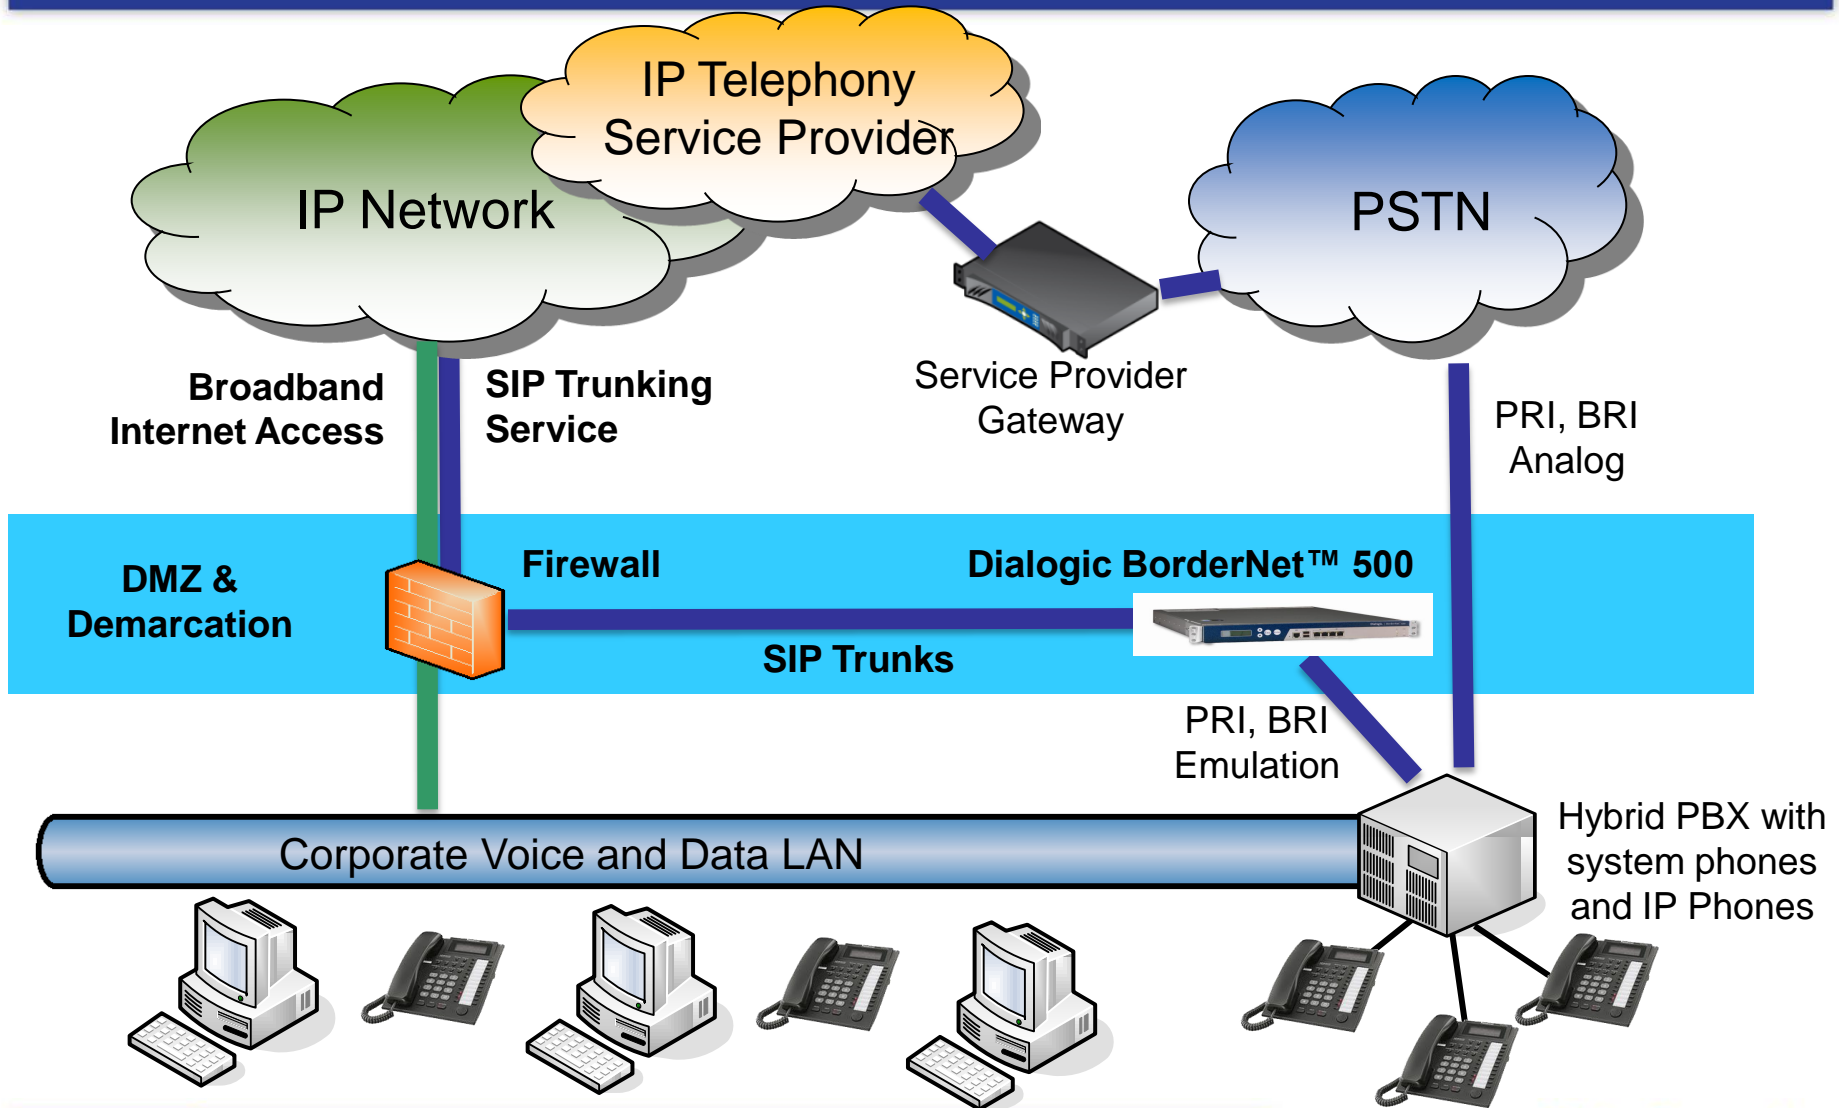 IP Telephony
Service Provider
IP Network
PSTN
Service Provider
Gateway
Broadband
Internet Access
SIP Trunking
Service
PRI, BRI
Analog
DMZ &
Demarcation
Firewall
Dialogic BorderNet™ 500
SIP Trunks
PRI, BRI
Emulation
Corporate Voice and Data LAN
Hybrid PBX with
system phones
and IP Phones